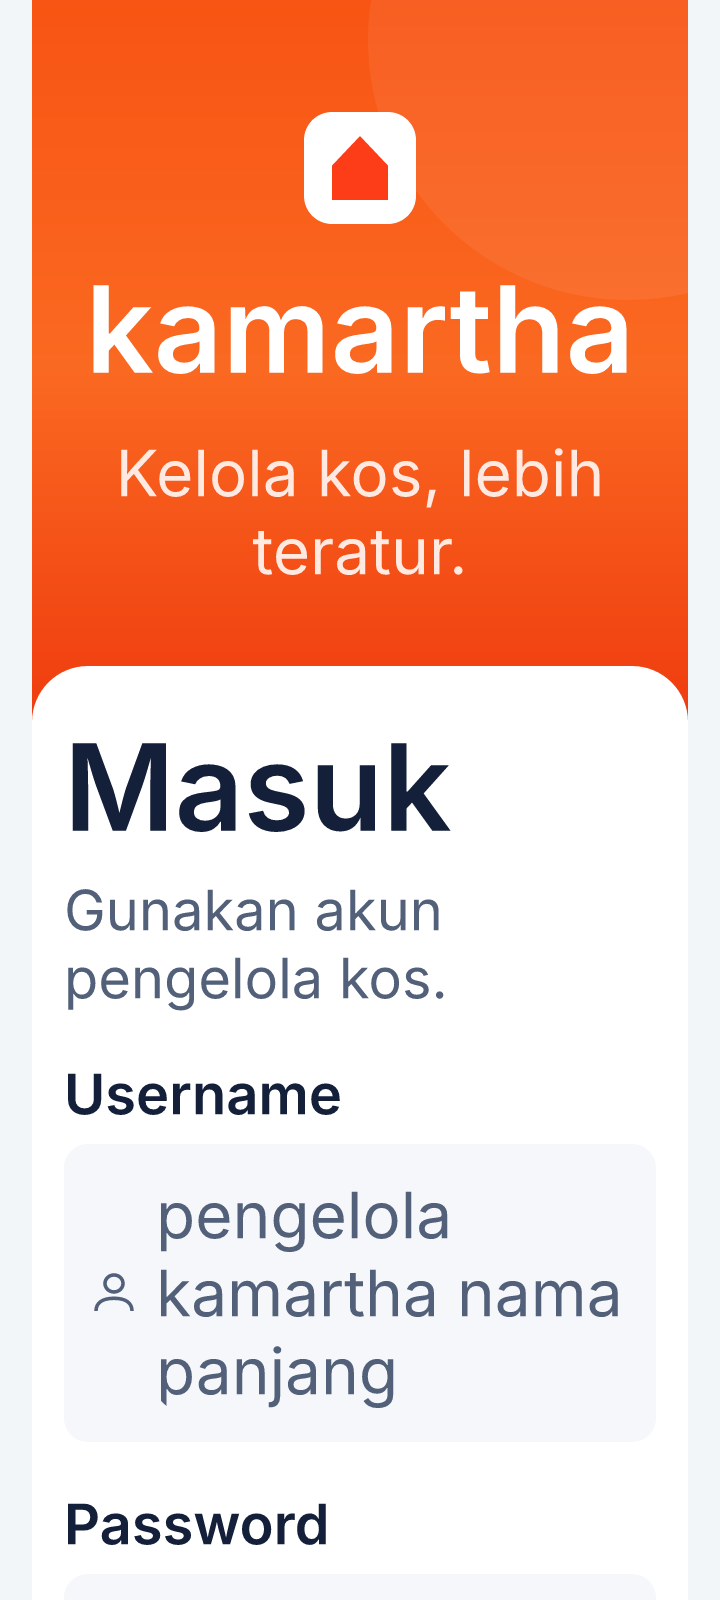 kamartha
Kelola kos, lebih
teratur.
Masuk
Gunakan akun
pengelola kos.
Username
pengelola
kamartha nama
panjang
Password